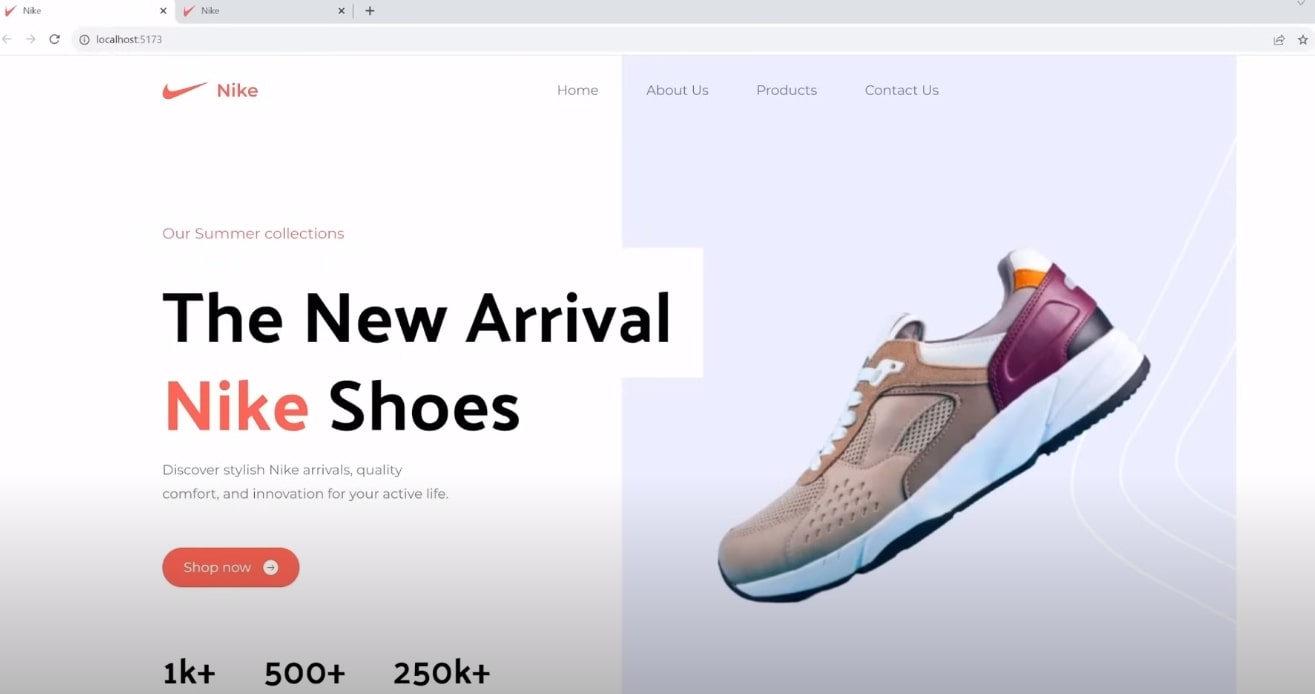 Nike
Nike
localhost:5173
Nike
Home About Us Products Contact Us
Our Summer collections
The New Arrival
Nike Shoes
Discover stylish Nike arrivals, quality
comfort, and innovation for your active life.
Shop now
1k+ 500+ 250k+